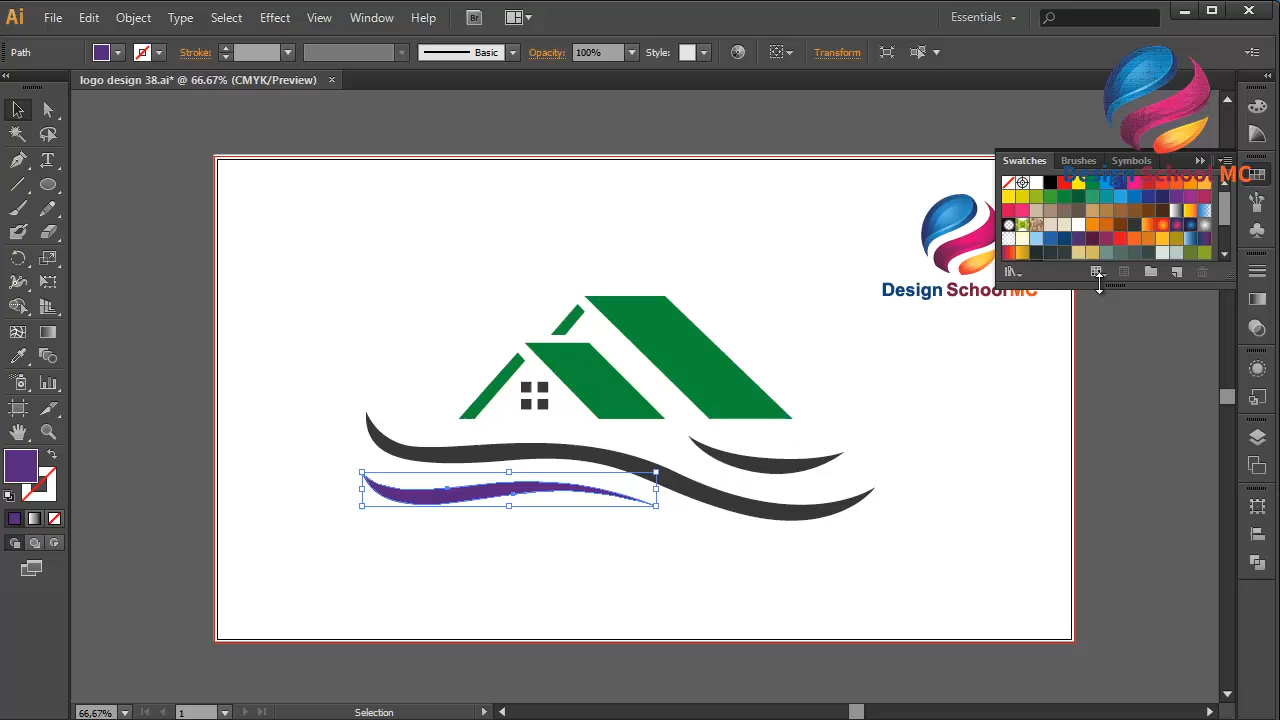 Ai File Edit Object Type Select Effect View Window Help Br Essentials
Path Stroke: Basic Opacity: 100% Style: Transform
logo design 38.ai* @ 66.67% (CMYK/Preview) ×
Swatches Brushes Symbols
Design School MC
Design School MC
66,67% 1 Selection